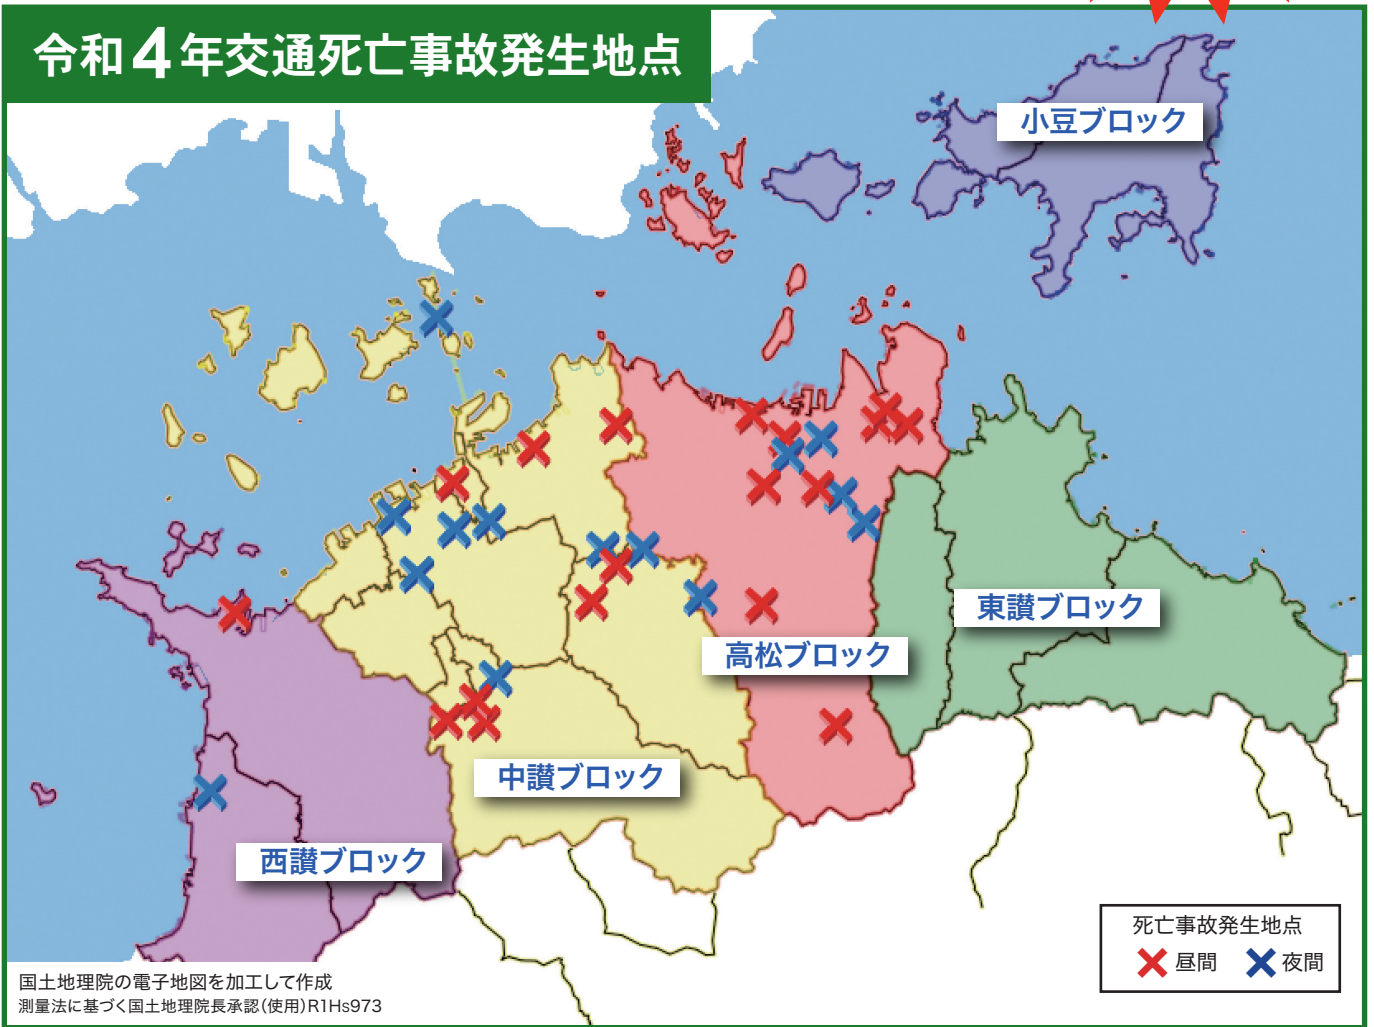 令和4年交通死亡事故発生地点
小豆ブロック
東讃ブロック
高松ブロック
中讃ブロック
西讃ブロック
死亡事故発生地点
昼間 夜間
国土地理院の電子地図を加工して作成
測量法に基づく国土地理院長承認(使用)R1Hs973